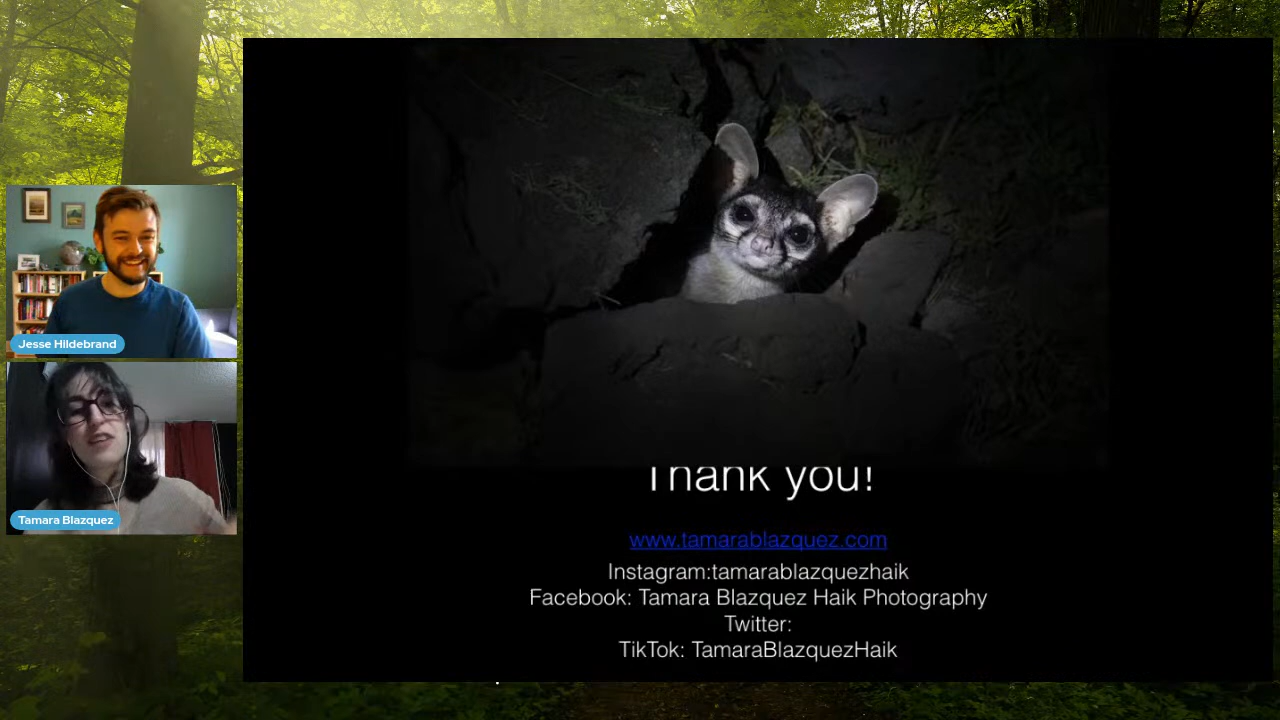 Jesse Hildebrand
Tamara Blazquez
Thank you!
www.tamarablazquez.com
Instagram:tamarablazquezhaik
Facebook: Tamara Blazquez Haik Photography
Twitter:
TikTok: TamaraBlazquezHaik